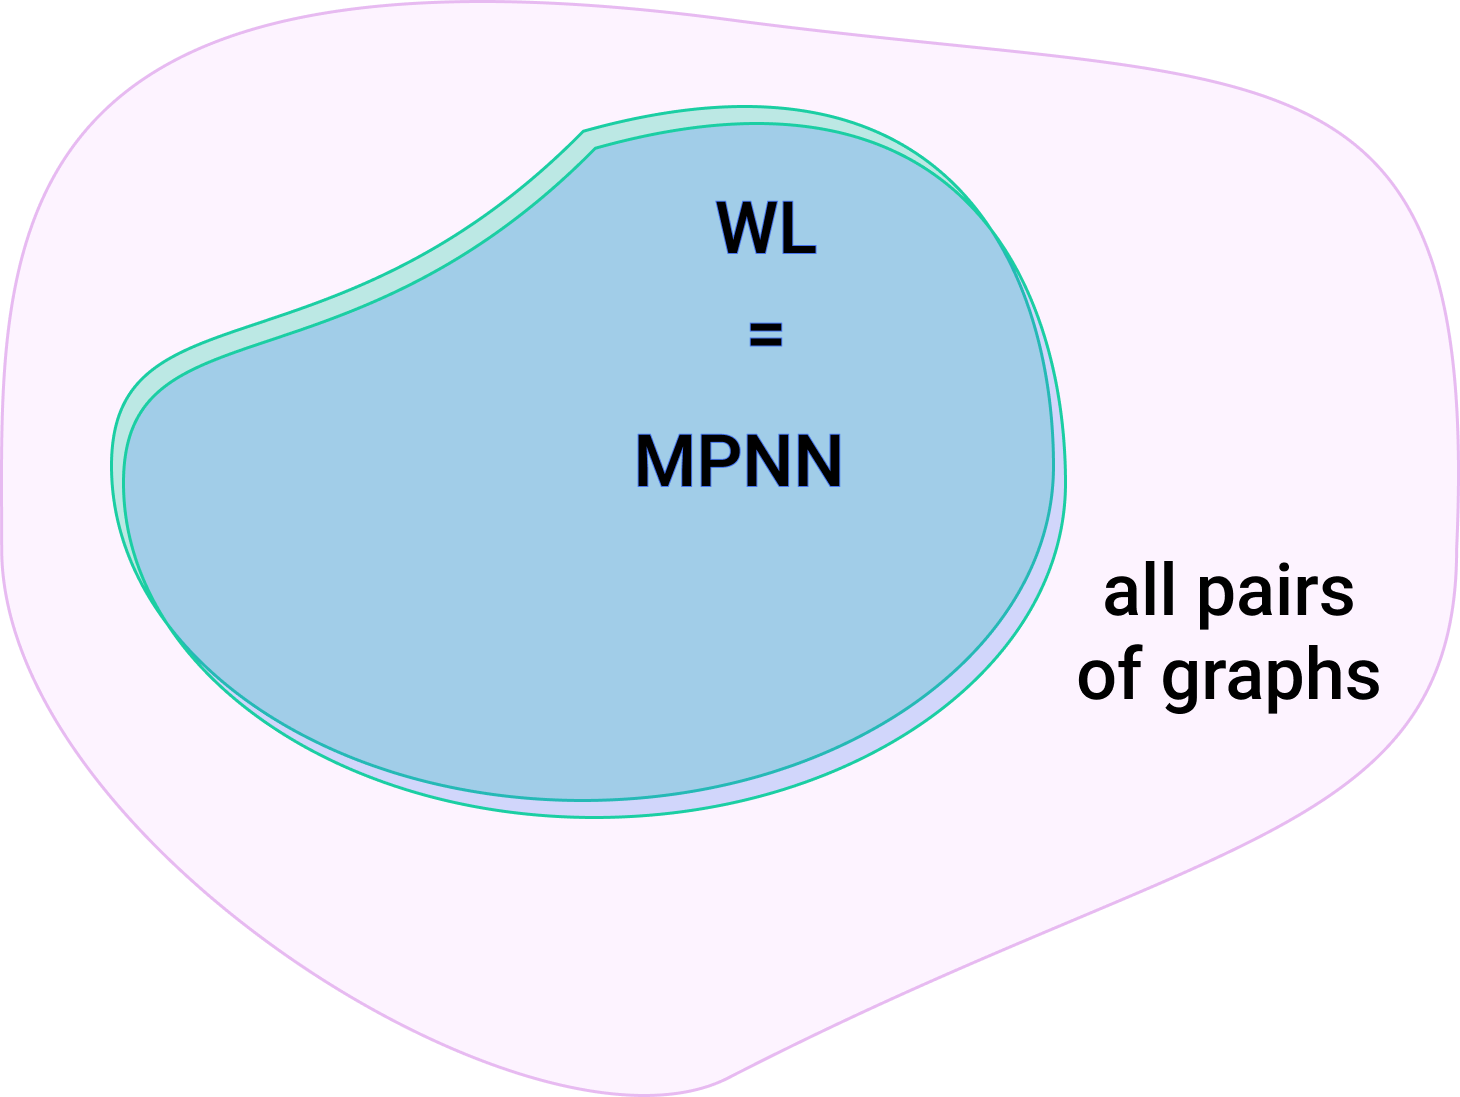 WL
=
MPNN
all pairs
of graphs